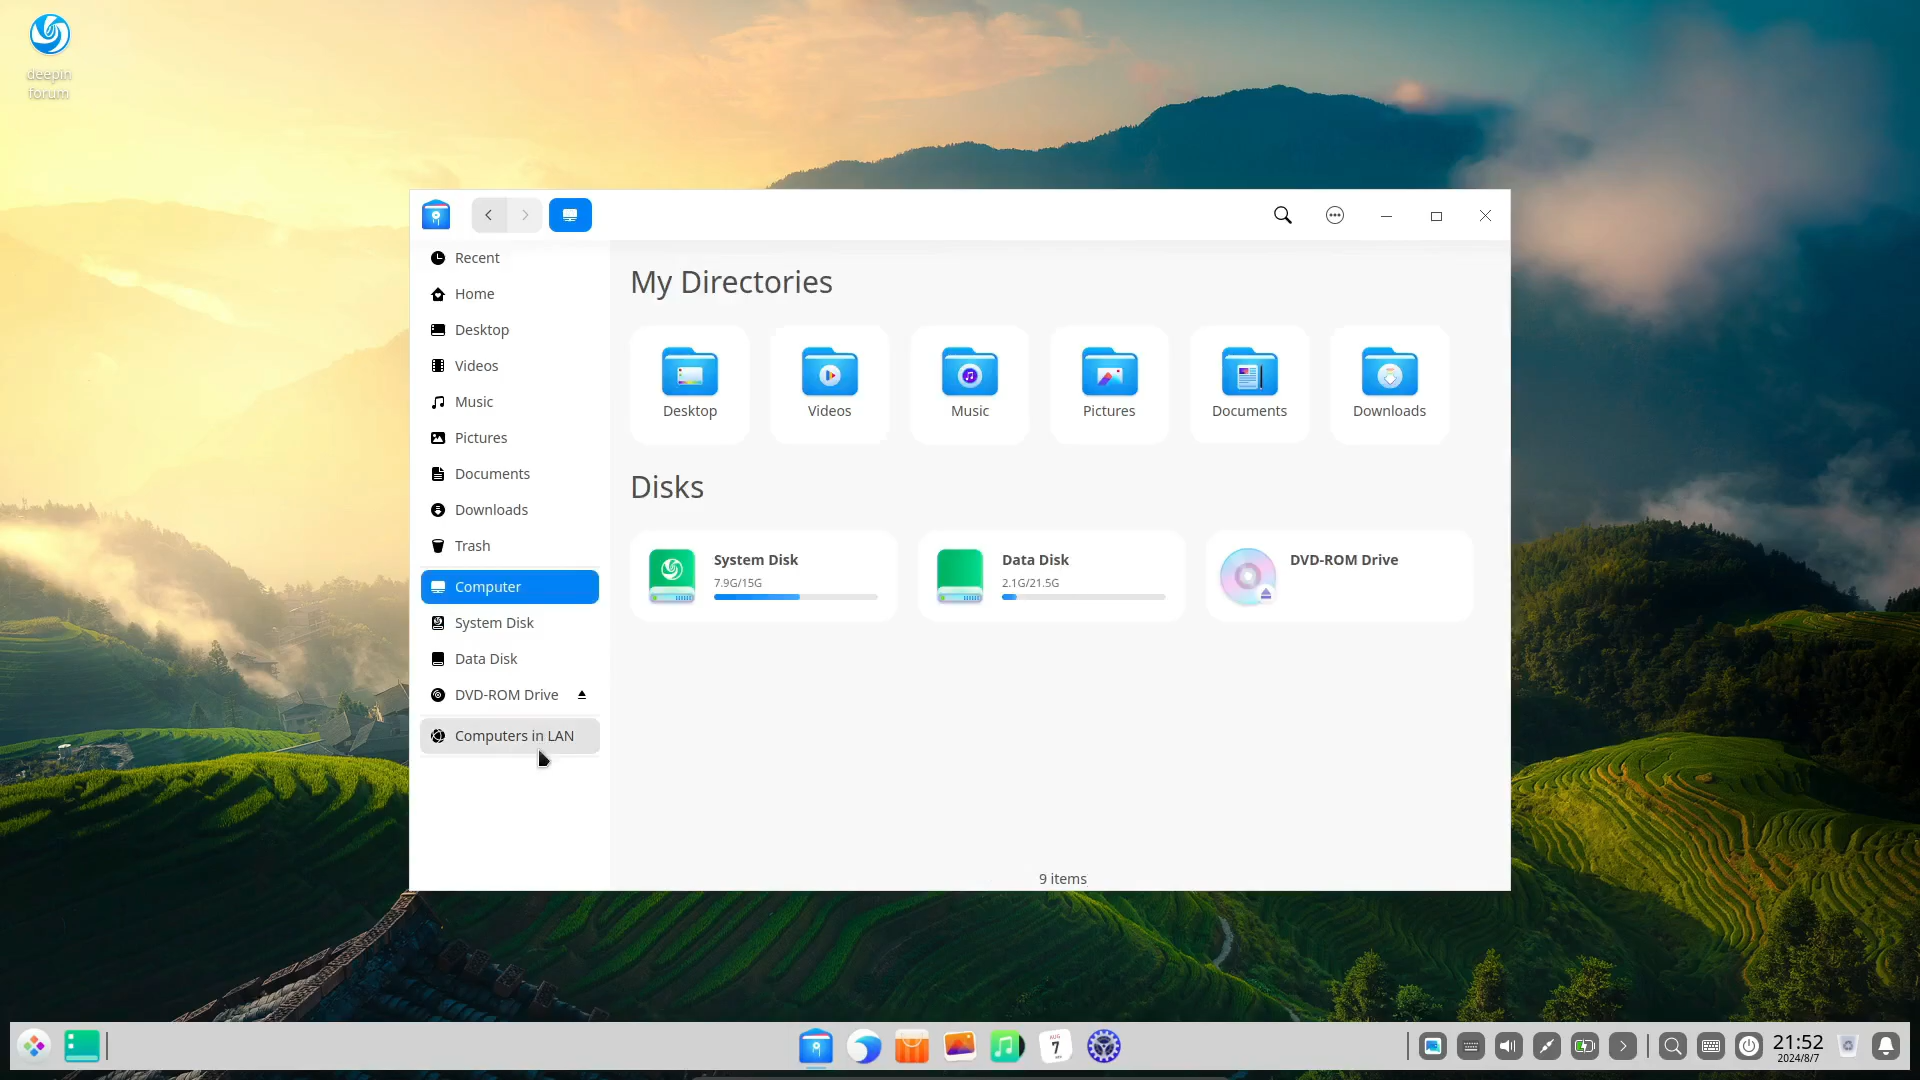 deepin
forum
Recent
Home
Desktop
Videos
Music
Pictures
Documents
Downloads
Trash
Computer
System Disk
Data Disk
DVD-ROM Drive
Computers in LAN
My Directories
Desktop
Videos
Music
Pictures
Documents
Downloads
Disks
System Disk
7.9G/15G
Data Disk
2.1G/21.5G
DVD-ROM Drive
9 items
AUG
7
21:52
2024/8/7